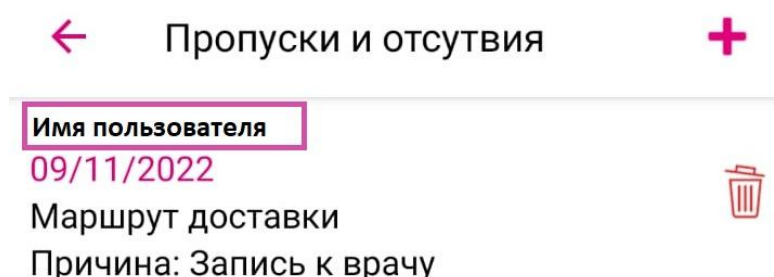 Пропуски и отсутвия
Имя пользователя
09/11/2022
Маршрут доставки
Причина: Запись к врачу